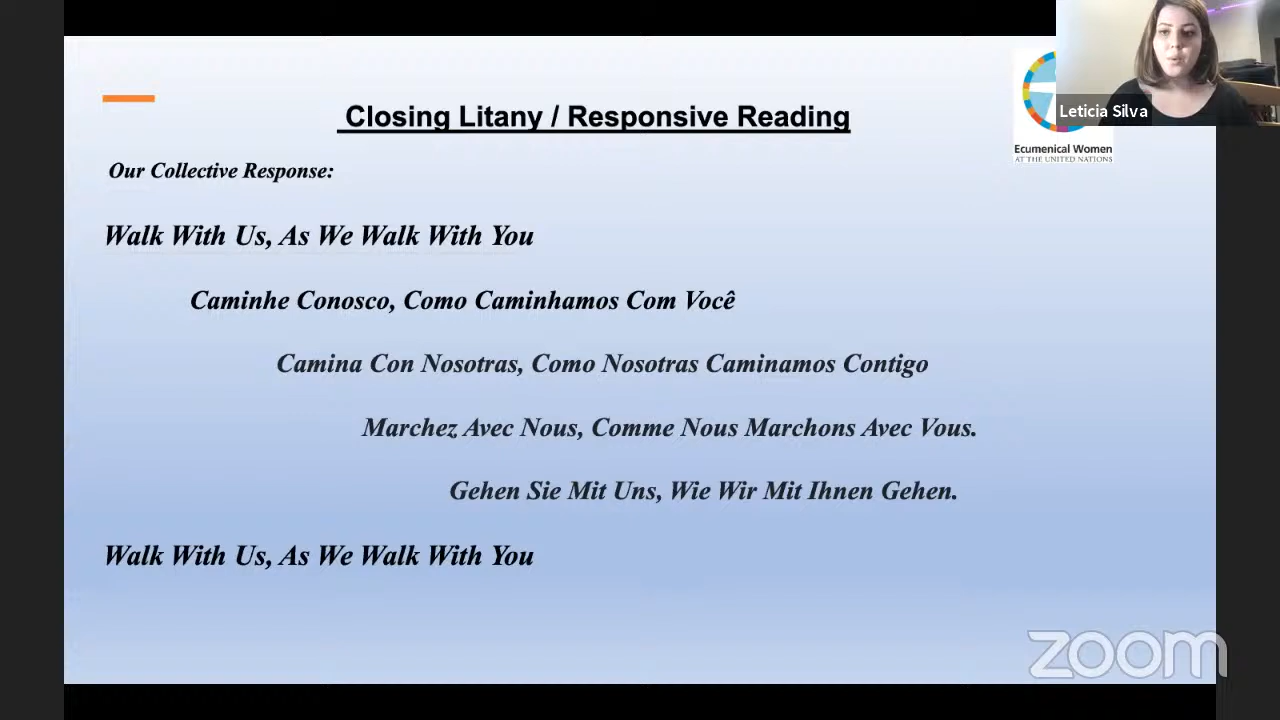 Closing Litany / Responsive Reading
Leticia Silva
Ecumenical Women
AT THE UNITED NATIONS
Our Collective Response:
Walk With Us, As We Walk With You
Caminhe Conosco, Como Caminhamos Com Você
Camina Con Nosotras, Como Nosotras Caminamos Contigo
Marchez Avec Nous, Comme Nous Marchons Avec Vous.
Gehen Sie Mit Uns, Wie Wir Mit Ihnen Gehen.
Walk With Us, As We Walk With You
zoom